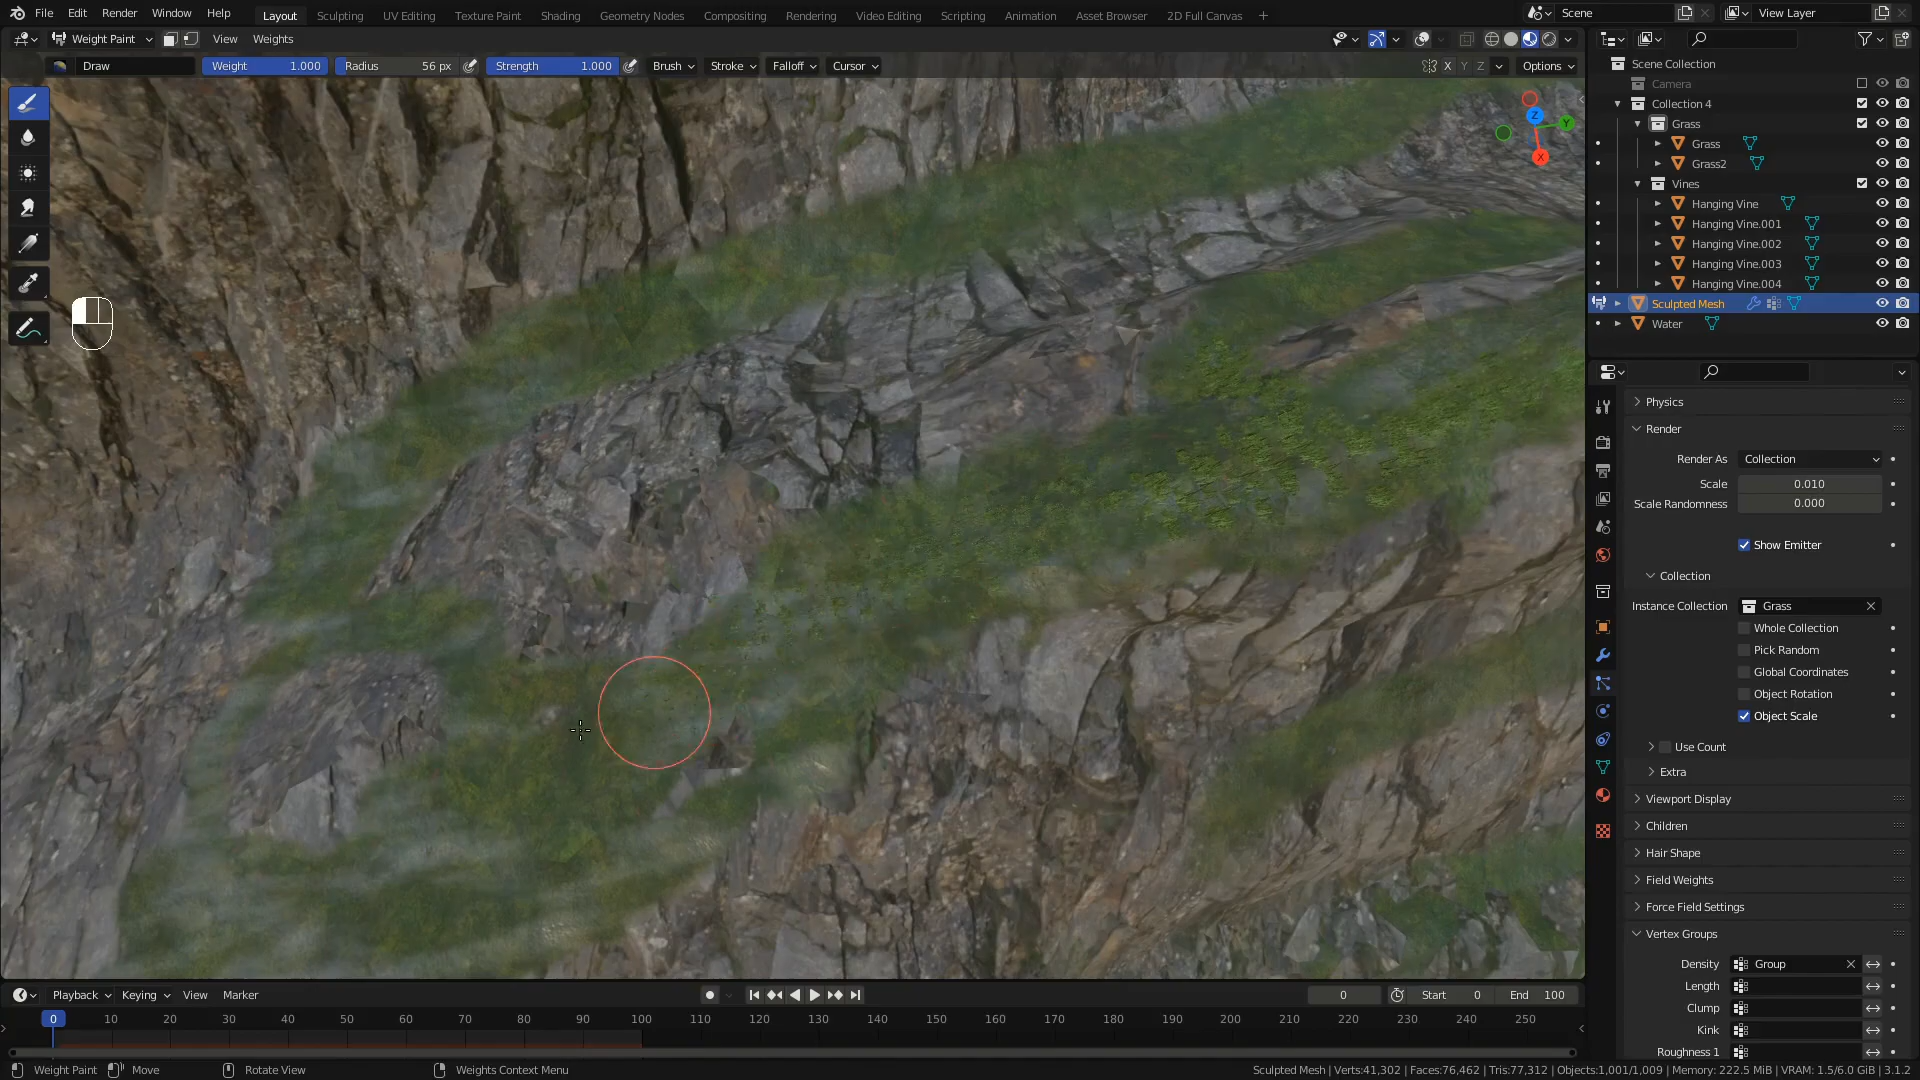 File Edit Render Window Help
Layout Sculpting UV Editing Texture Paint Shading Geometry Nodes Compositing Rendering Video Editing Scripting Animation Asset Browser 2D Full Canvas +
Scene
View Layer
Weight Paint View Weights
Draw
Weight 1.000 Radius 56 px Strength 1.000 Brush Stroke Falloff Cursor
X Y Z Options
Z Y X
Scene Collection
Camera
Collection 4
Grass
Grass
Grass2
Vines
Hanging Vine
Hanging Vine.001
Hanging Vine.002
Hanging Vine.003
Hanging Vine.004
Sculpted Mesh
Water
Physics
Render
Render As Collection
Scale 0.010
Scale Randomness 0.000
Show Emitter
Collection
Instance Collection Grass
Whole Collection
Pick Random
Global Coordinates
Object Rotation
Object Scale
Use Count
Extra
Viewport Display
Children
Hair Shape
Field Weights
Force Field Settings
Vertex Groups
Density Group
Length
Clump
Kink
Roughness 1
Playback Keying View Marker
0 Start 0 End 100
0 10 20 30 40 50 60 70 80 90 100 110 120 130 140 150 160 170 180 190 200 210 220 230 240 250
Weight Paint Move Rotate View Weights Context Menu
Sculpted Mesh | Verts:41,302 | Faces:76,462 | Tris:77,312 | Objects:1,001/1,009 | Memory: 222.5 MiB | VRAM: 1.5/6.0 GiB | 3.1.2